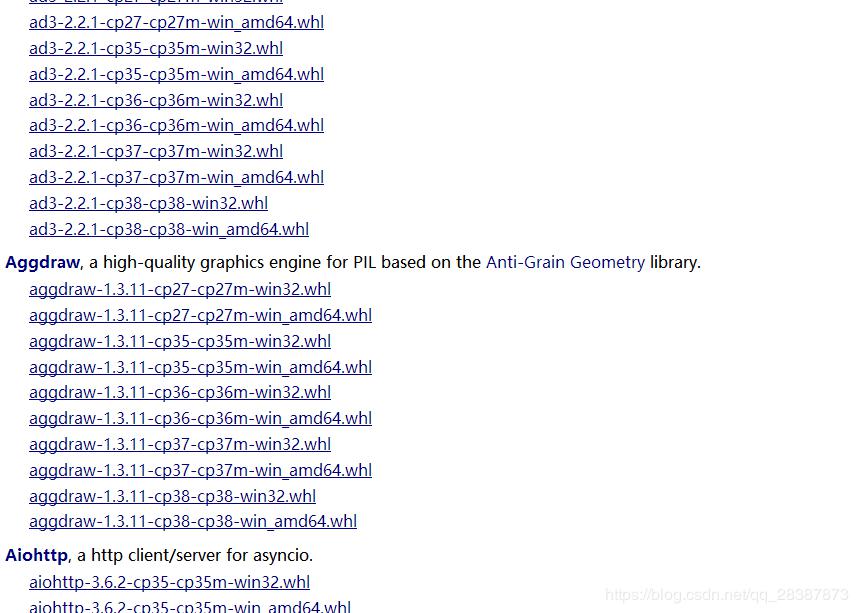 ad3-2.2.1-cp27-cp27m-win32.whl
ad3-2.2.1-cp27-cp27m-win_amd64.whl
ad3-2.2.1-cp35-cp35m-win32.whl
ad3-2.2.1-cp35-cp35m-win_amd64.whl
ad3-2.2.1-cp36-cp36m-win32.whl
ad3-2.2.1-cp36-cp36m-win_amd64.whl
ad3-2.2.1-cp37-cp37m-win32.whl
ad3-2.2.1-cp37-cp37m-win_amd64.whl
ad3-2.2.1-cp38-cp38-win32.whl
ad3-2.2.1-cp38-cp38-win_amd64.whl
Aggdraw, a high-quality graphics engine for PIL based on the Anti-Grain Geometry library.
aggdraw-1.3.11-cp27-cp27m-win32.whl
aggdraw-1.3.11-cp27-cp27m-win_amd64.whl
aggdraw-1.3.11-cp35-cp35m-win32.whl
aggdraw-1.3.11-cp35-cp35m-win_amd64.whl
aggdraw-1.3.11-cp36-cp36m-win32.whl
aggdraw-1.3.11-cp36-cp36m-win_amd64.whl
aggdraw-1.3.11-cp37-cp37m-win32.whl
aggdraw-1.3.11-cp37-cp37m-win_amd64.whl
aggdraw-1.3.11-cp38-cp38-win32.whl
aggdraw-1.3.11-cp38-cp38-win_amd64.whl
Aiohttp, a http client/server for asyncio.
aiohttp-3.6.2-cp35-cp35m-win32.whl
aiohttp-3.6.2-cp35-cp35m-win_amd64.whl
https://blog.csdn.net/qq_28387873